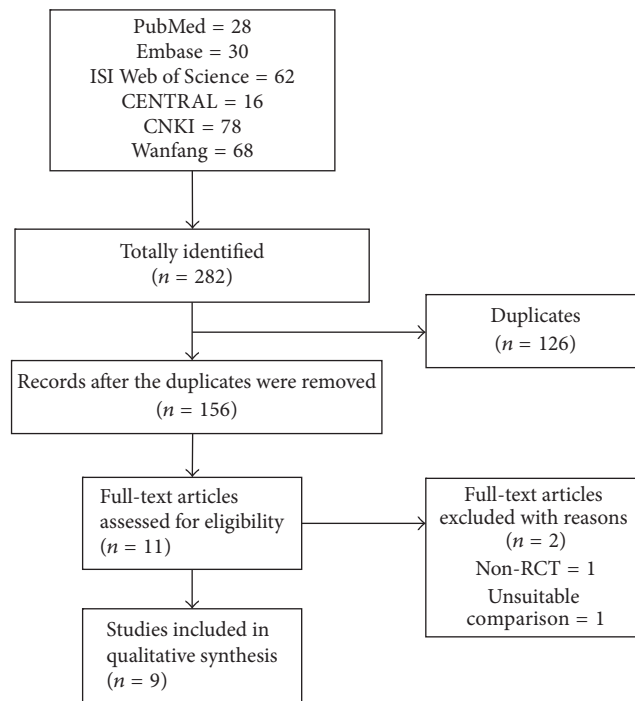 PubMed = 28
Embase = 30
ISI Web of Science = 62
CENTRAL = 16
CNKI = 78
Wanfang = 68
Totally identified
(n = 282)
Duplicates
(n = 126)
Records after the duplicates were removed
(n = 156)
Full-text articles
assessed for eligibility
(n = 11)
Full-text articles
excluded with reasons
(n = 2)
Non-RCT = 1
Unsuitable
comparison = 1
Studies included in
qualitative synthesis
(n = 9)